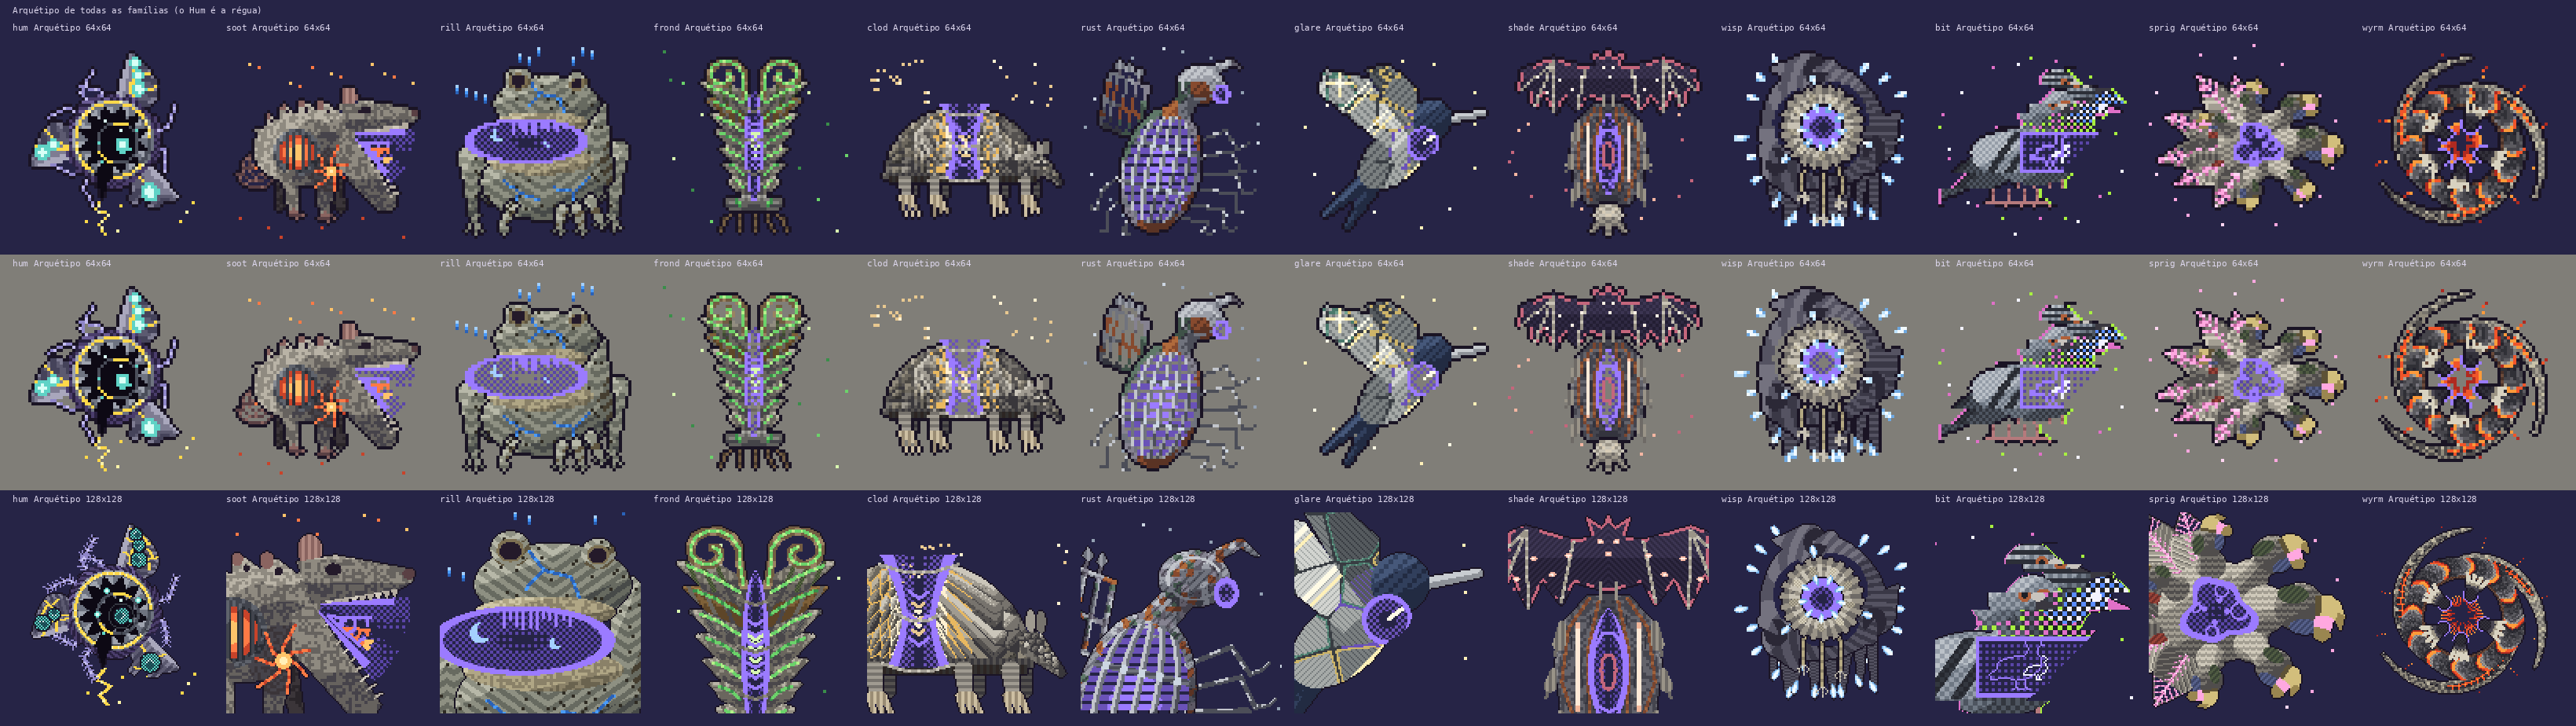 Arquétipo de todas as famílias (o Hum é a régua)
hum Arquétipo 64x64
soot Arquétipo 64x64
rill Arquétipo 64x64
frond Arquétipo 64x64
clod Arquétipo 64x64
rust Arquétipo 64x64
glare Arquétipo 64x64
shade Arquétipo 64x64
wisp Arquétipo 64x64
bit Arquétipo 64x64
sprig Arquétipo 64x64
wyrm Arquétipo 64x64
hum Arquétipo 64x64
soot Arquétipo 64x64
rill Arquétipo 64x64
frond Arquétipo 64x64
clod Arquétipo 64x64
rust Arquétipo 64x64
glare Arquétipo 64x64
shade Arquétipo 64x64
wisp Arquétipo 64x64
bit Arquétipo 64x64
sprig Arquétipo 64x64
wyrm Arquétipo 64x64
hum Arquétipo 128x128
soot Arquétipo 128x128
rill Arquétipo 128x128
frond Arquétipo 128x128
clod Arquétipo 128x128
rust Arquétipo 128x128
glare Arquétipo 128x128
shade Arquétipo 128x128
wisp Arquétipo 128x128
bit Arquétipo 128x128
sprig Arquétipo 128x128
wyrm Arquétipo 128x128